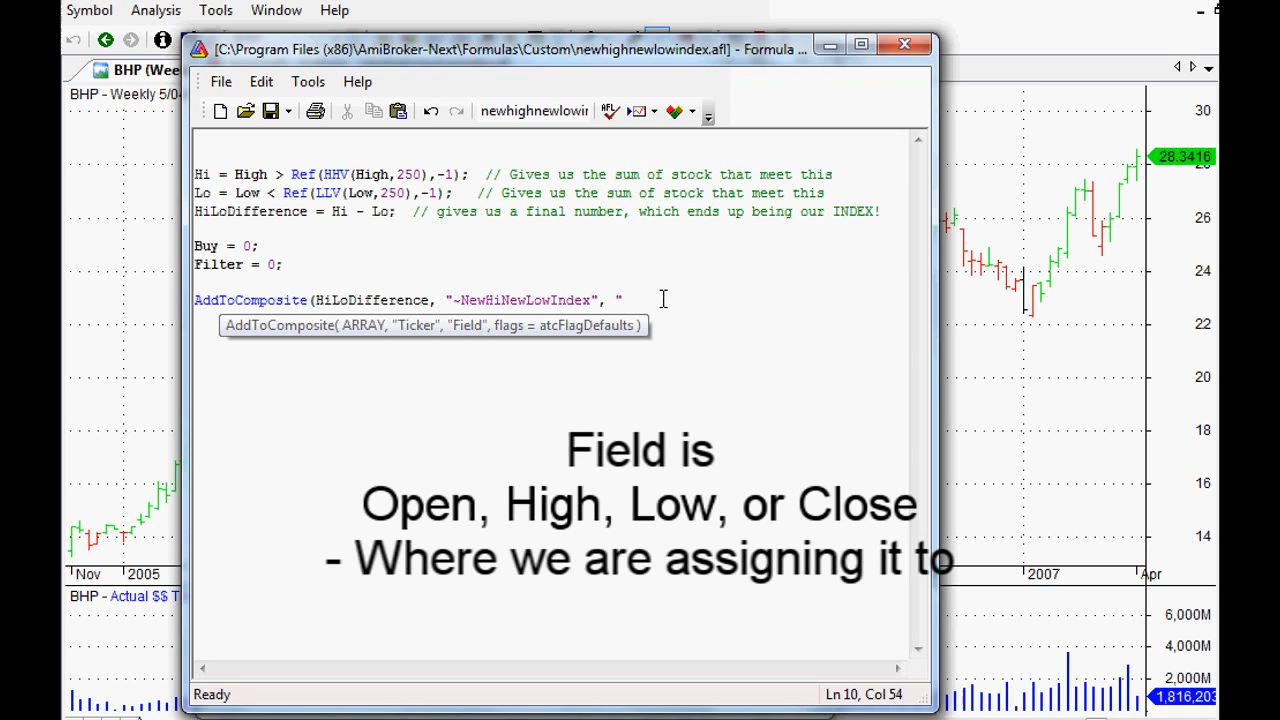 Symbol Analysis Tools Window Help
[C:\Program Files (x86)\AmiBroker-Next\Formulas\Custom\newhighnewlowindex.afl] - Formula ...
BHP (Wee
File Edit Tools Help
BHP - Weekly 5/04
newhighnewlowir
AFL
Hi = High > Ref(HHV(High,250),-1); // Gives us the sum of stock that meet this
Lo = Low < Ref(LLV(Low,250),-1); // Gives us the sum of stock that meet this
HiLoDifference = Hi - Lo; // gives us a final number, which ends up being our INDEX!
Buy = 0;
Filter = 0;
AddToComposite(HiLoDifference, "~NewHiNewLowIndex", "
AddToComposite( ARRAY, "Ticker", "Field", flags = atcFlagDefaults )
Field is
Open, High, Low, or Close
- Where we are assigning it to
30
28.3416
28
26
24
22
20
18
16
14
Nov 2005 2007 Apr
BHP - Actual $$ T
6,000M
4,000M
2,000M
1,816,203
Ready Ln 10, Col 54